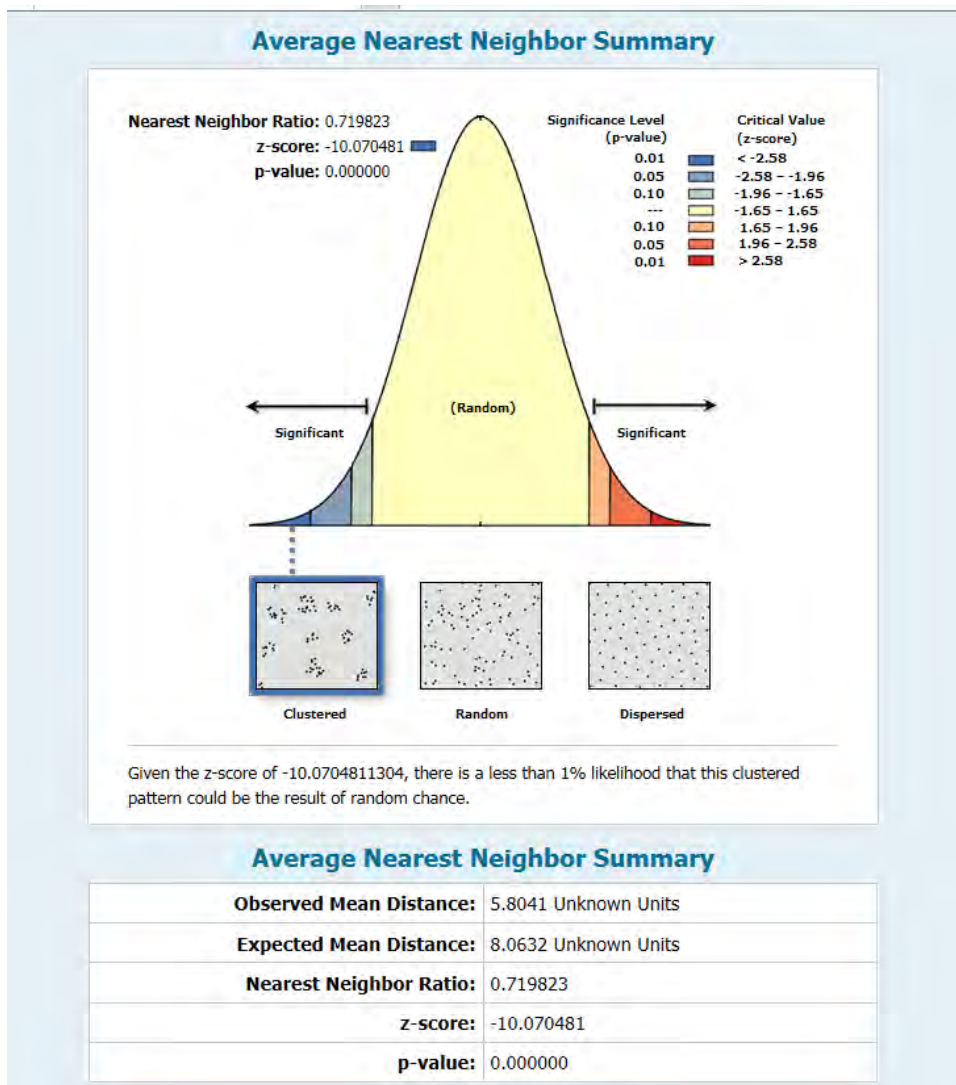 Average Nearest Neighbor Summary
Nearest Neighbor Ratio: 0.719823
z-score: -10.070481
p-value: 0.000000
Significance Level (p-value) Critical Value (z-score)
0.01 < -2.58
0.05 -2.58 – -1.96
0.10 -1.96 – -1.65
--- -1.65 – 1.65
0.10 1.65 – 1.96
0.05 1.96 – 2.58
0.01 > 2.58
(Random)
Significant Significant
Clustered Random Dispersed
Given the z-score of -10.0704811304, there is a less than 1% likelihood that this clustered
pattern could be the result of random chance.
Average Nearest Neighbor Summary
Observed Mean Distance: 5.8041 Unknown Units
Expected Mean Distance: 8.0632 Unknown Units
Nearest Neighbor Ratio: 0.719823
z-score: -10.070481
p-value: 0.000000